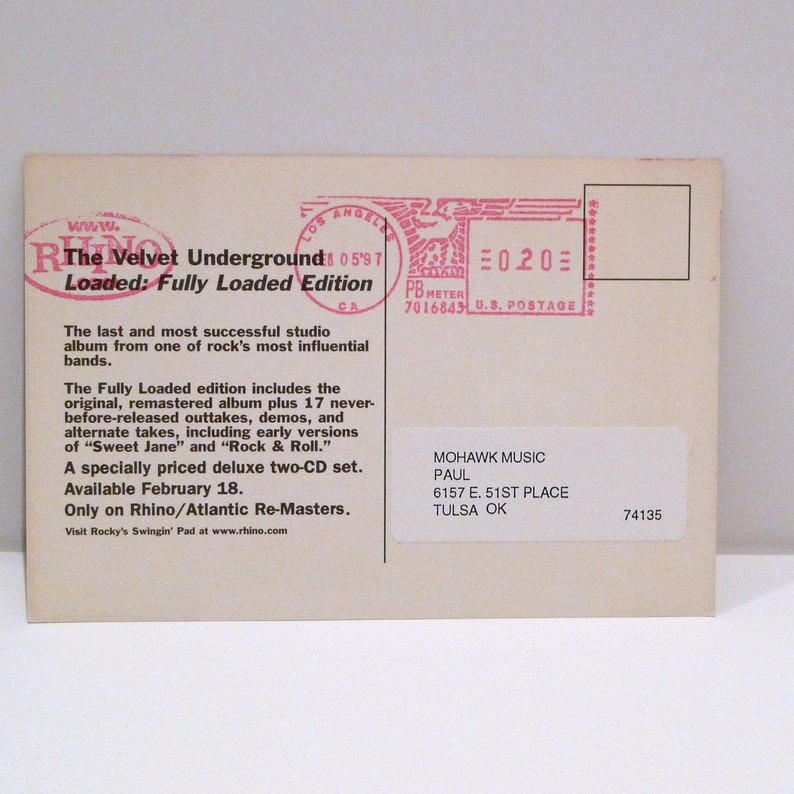 www.
RHINO
The Velvet Underground
Loaded: Fully Loaded Edition
The last and most successful studio
album from one of rock's most influential
bands.
The Fully Loaded edition includes the
original, remastered album plus 17 never-
before-released outtakes, demos, and
alternate takes, including early versions
of “Sweet Jane” and “Rock & Roll.”
A specially priced deluxe two-CD set.
Available February 18.
Only on Rhino/Atlantic Re-Masters.
Visit Rocky's Swingin' Pad at www.rhino.com
LOS ANGELES
05'97
CA
PB METER
7016845
0.20
U.S. POSTAGE
MOHAWK MUSIC
PAUL
6157 E. 51ST PLACE
TULSA OK 74135